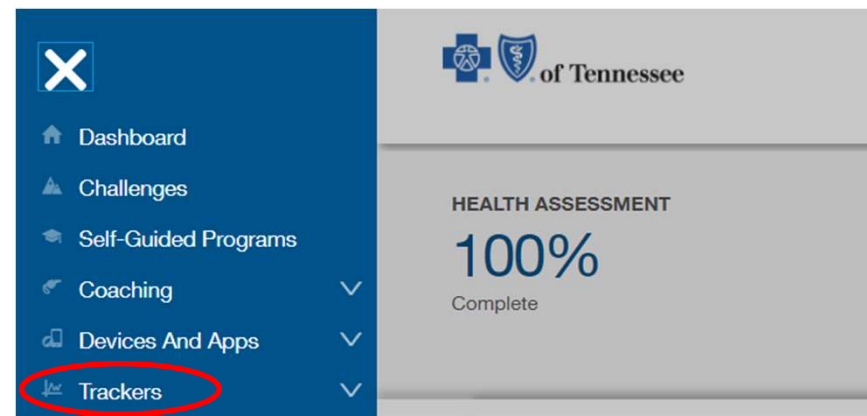 Dashboard
Challenges
Self-Guided Programs
Coaching
Devices And Apps
Trackers
of Tennessee
HEALTH ASSESSMENT
100%
Complete